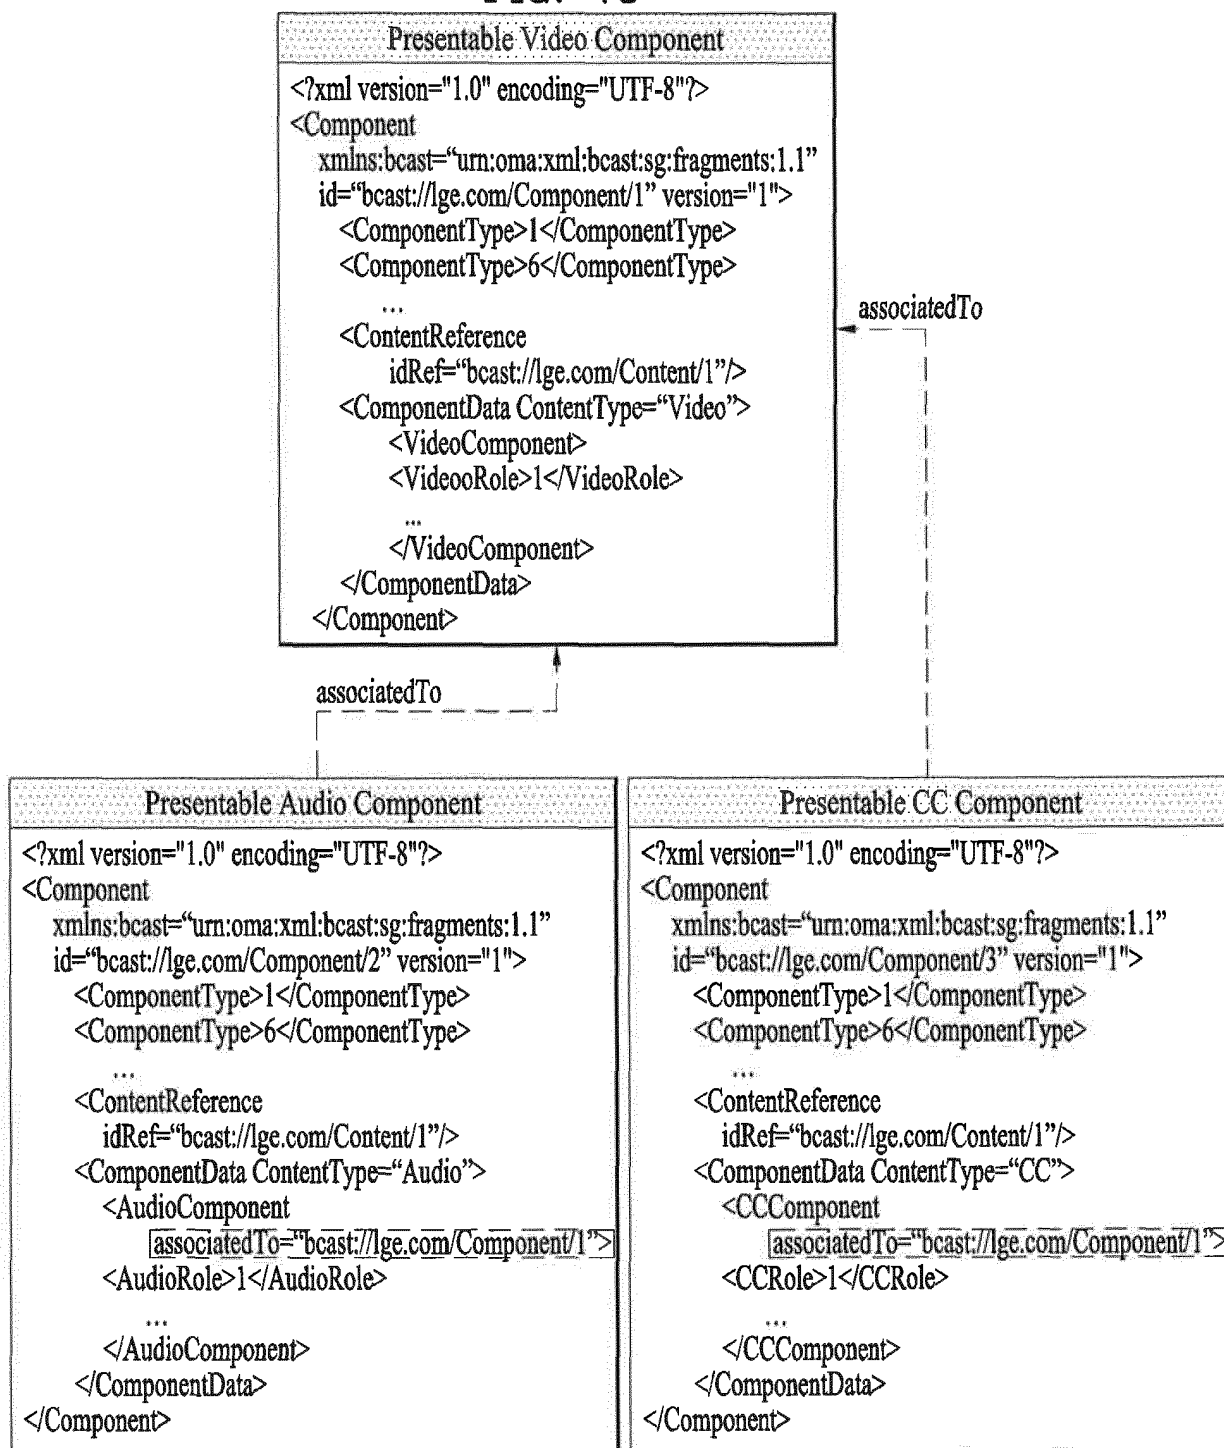 Presentable Video Component
<?xml version="1.0" encoding="UTF-8"?>
<Component
xmlns:bcast=“urn:oma:xml:bcast:sg:fragments:1.1”
id=“bcast://lge.com/Component/1” version="1">
<ComponentType>1</ComponentType>
<ComponentType>6</ComponentType>
...
<ContentReference
idRef=“bcast://lge.com/Content/1”/>
<ComponentData ContentType=“Video”>
<VideoComponent>
<VideooRole>1</VideoRole>
...
</VideoComponent>
</ComponentData>
</Component>
associatedTo
associatedTo
Presentable Audio Component
<?xml version="1.0" encoding="UTF-8"?>
<Component
xmlns:bcast=“urn:oma:xml:bcast:sg:fragments:1.1”
id=“bcast://lge.com/Component/2” version="1">
<ComponentType>1</ComponentType>
<ComponentType>6</ComponentType>
...
<ContentReference
idRef=“bcast://lge.com/Content/1”/>
<ComponentData ContentType=“Audio”>
<AudioComponent
associatedTo=“bcast://lge.com/Component/1”>
<AudioRole>1</AudioRole>
...
</AudioComponent>
</ComponentData>
</Component>
Presentable CC Component
<?xml version="1.0" encoding="UTF-8"?>
<Component
xmlns:bcast=“urn:oma:xml:bcast:sg:fragments:1.1”
id=“bcast://lge.com/Component/3” version="1">
<ComponentType>1</ComponentType>
<ComponentType>6</ComponentType>
...
<ContentReference
idRef=“bcast://lge.com/Content/1”/>
<ComponentData ContentType=“CC”>
<CCComponent
associatedTo=“bcast://lge.com/Component/1”>
<CCRole>1</CCRole>
...
</CCComponent>
</ComponentData>
</Component>